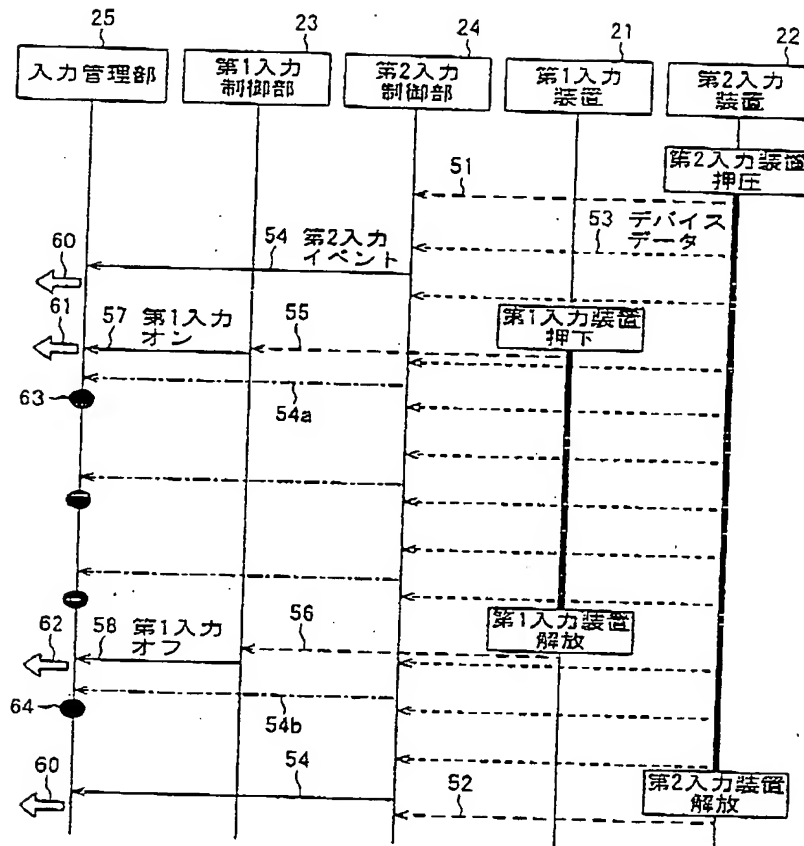 25
23
24
21
22
入力管理部
第1入力
制御部
第2入力
制御部
第1入力
装置
第2入力
装置
第2入力装置
押圧
51
53 デバイス
データ
54 第2入力
イベント
60
第1入力装置
押下
61
57 第1入力
オン
55
54a
63
第1入力装置
解放
62
58 第1入力
オフ
56
64
54b
第2入力装置
解放
60
54
52